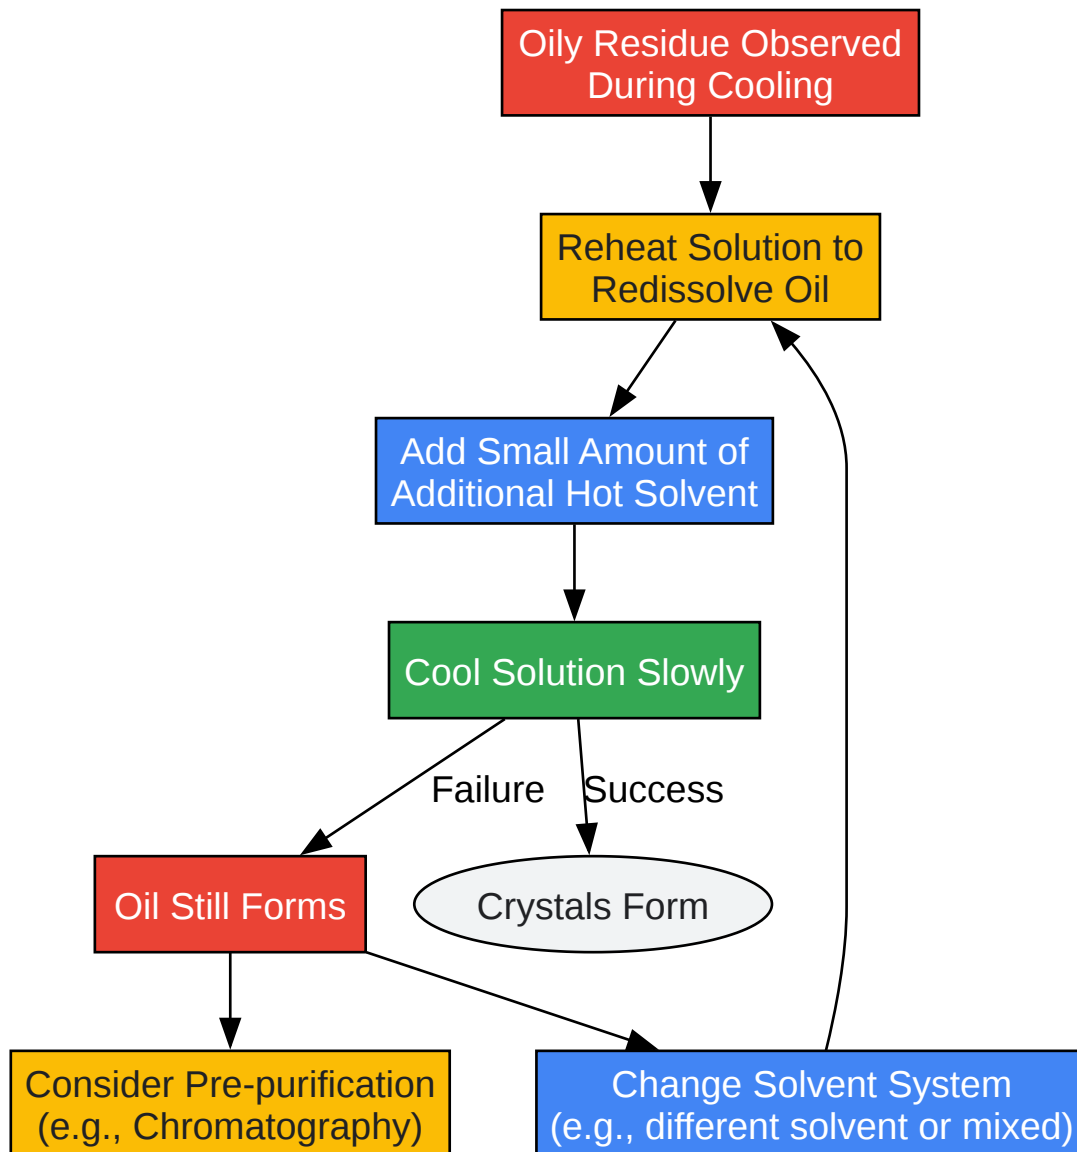 Oily Residue Observed
During Cooling
Reheat Solution to
Redissolve Oil
Add Small Amount of
Additional Hot Solvent
Cool Solution Slowly
Failure
Success
Oil Still Forms
Crystals Form
Consider Pre-purification
(e.g., Chromatography)
Change Solvent System
(e.g., different solvent or mixed)